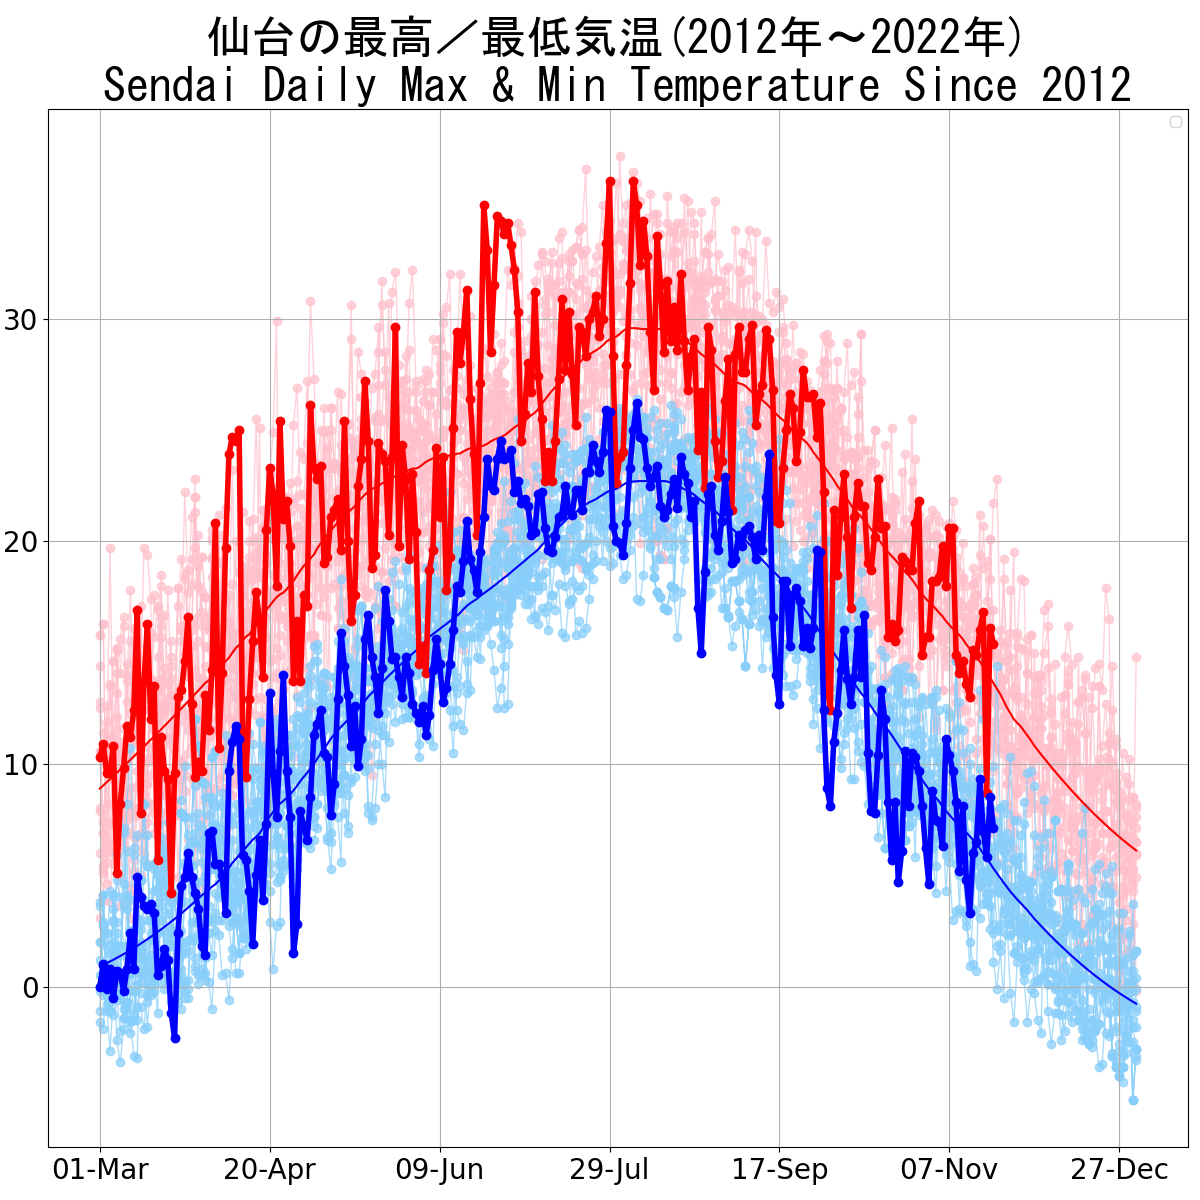 仙台の最高／最低気温(2012年～2022年)
Sendai Daily Max & Min Temperature Since 2012
30
20
10
0
01-Mar 20-Apr 09-Jun 29-Jul 17-Sep 07-Nov 27-Dec